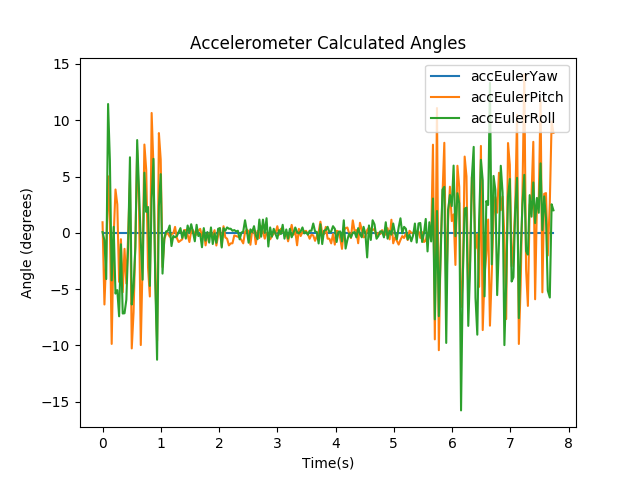 Accelerometer Calculated Angles
accEulerYaw
accEulerPitch
accEulerRoll
15
10
5
0
−5
−10
−15
Angle (degrees)
0 1 2 3 4 5 6 7 8
Time(s)